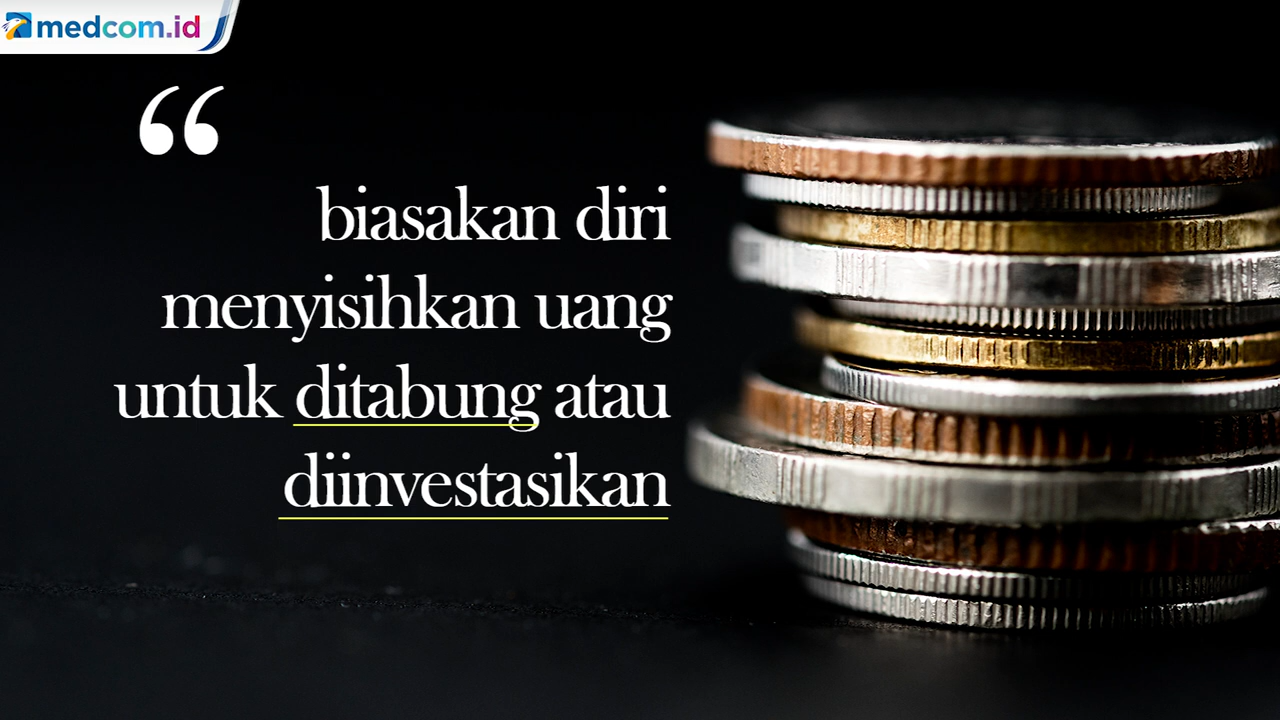 medcom.id
“
biasakan diri
menyisihkan uang
untuk ditabung atau
diinvestasikan